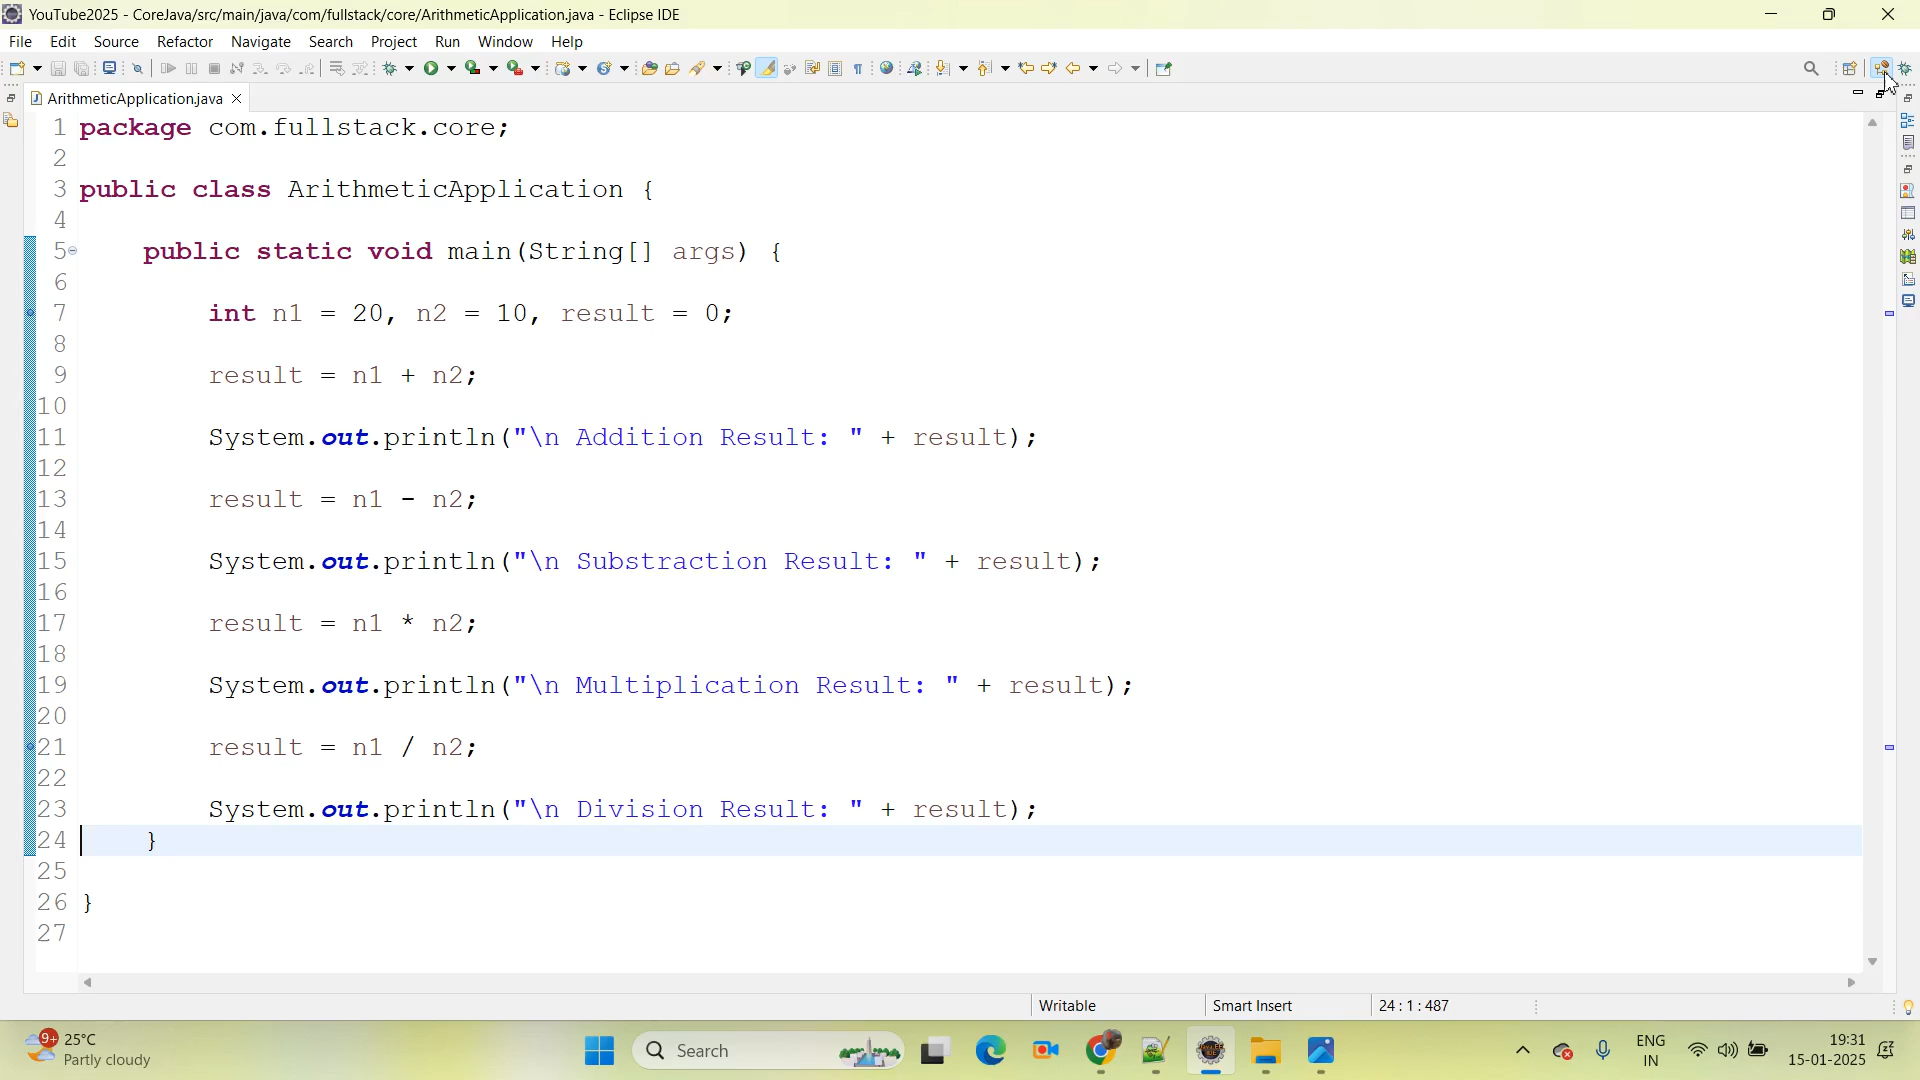 YouTube2025 - CoreJava/src/main/java/com/fullstack/core/ArithmeticApplication.java - Eclipse IDE
File Edit Source Refactor Navigate Search Project Run Window Help
ArithmeticApplication.java
1 package com.fullstack.core;
2
3 public class ArithmeticApplication {
4
5 public static void main(String[] args) {
6
7 int n1 = 20, n2 = 10, result = 0;
8
9 result = n1 + n2;
10
11 System.out.println("\n Addition Result: " + result);
12
13 result = n1 - n2;
14
15 System.out.println("\n Substraction Result: " + result);
16
17 result = n1 * n2;
18
19 System.out.println("\n Multiplication Result: " + result);
20
21 result = n1 / n2;
22
23 System.out.println("\n Division Result: " + result);
24 }
25
26 }
27
Writable Smart Insert 24 : 1 : 487
9+ 25°C
Partly cloudy
Search
ENG
IN
19:31
15-01-2025